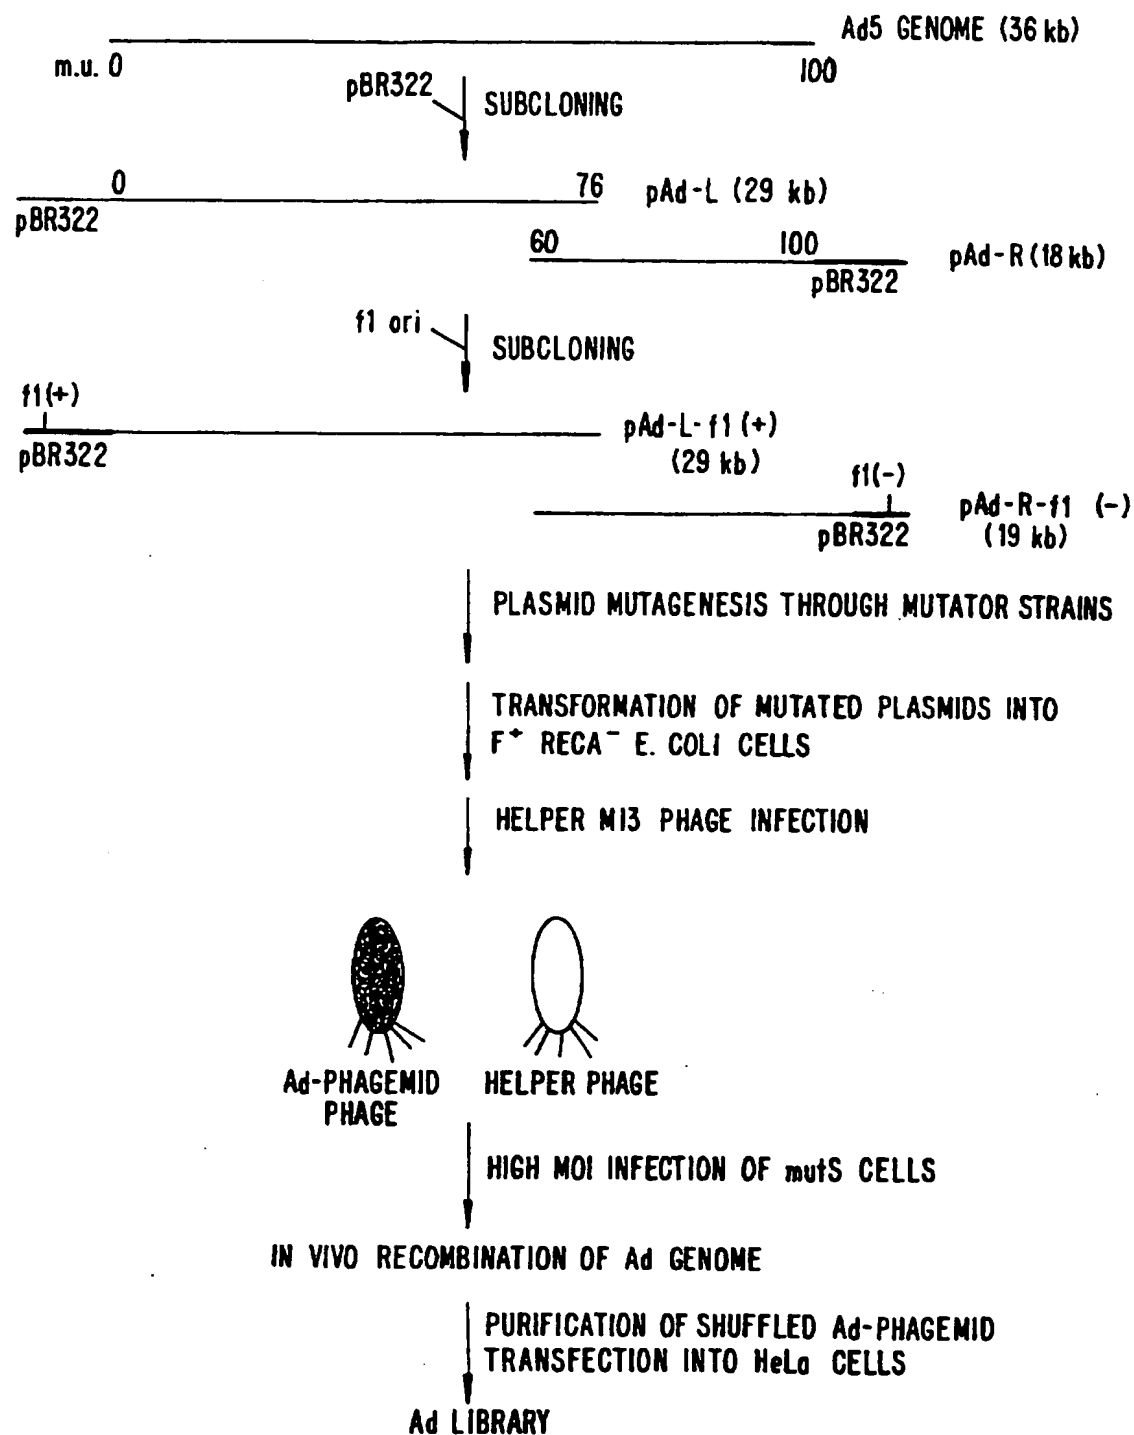 Ad5 GENOME (36 kb)
m.u. 0
100
pBR322
SUBCLONING
0
76
pAd-L (29 kb)
pBR322
60
100
pAd-R (18 kb)
pBR322
f1 ori
SUBCLONING
f1(+)
pAd-L-f1 (+)
(29 kb)
pBR322
f1(-)
pAd-R-f1 (-)
(19 kb)
pBR322
PLASMID MUTAGENESIS THROUGH MUTATOR STRAINS
TRANSFORMATION OF MUTATED PLASMIDS INTO
F+ RECA- E. COLI CELLS
HELPER M13 PHAGE INFECTION
Ad-PHAGEMID
PHAGE
HELPER PHAGE
HIGH MOI INFECTION OF mutS CELLS
IN VIVO RECOMBINATION OF Ad GENOME
PURIFICATION OF SHUFFLED Ad-PHAGEMID
TRANSFECTION INTO HeLa CELLS
Ad LIBRARY